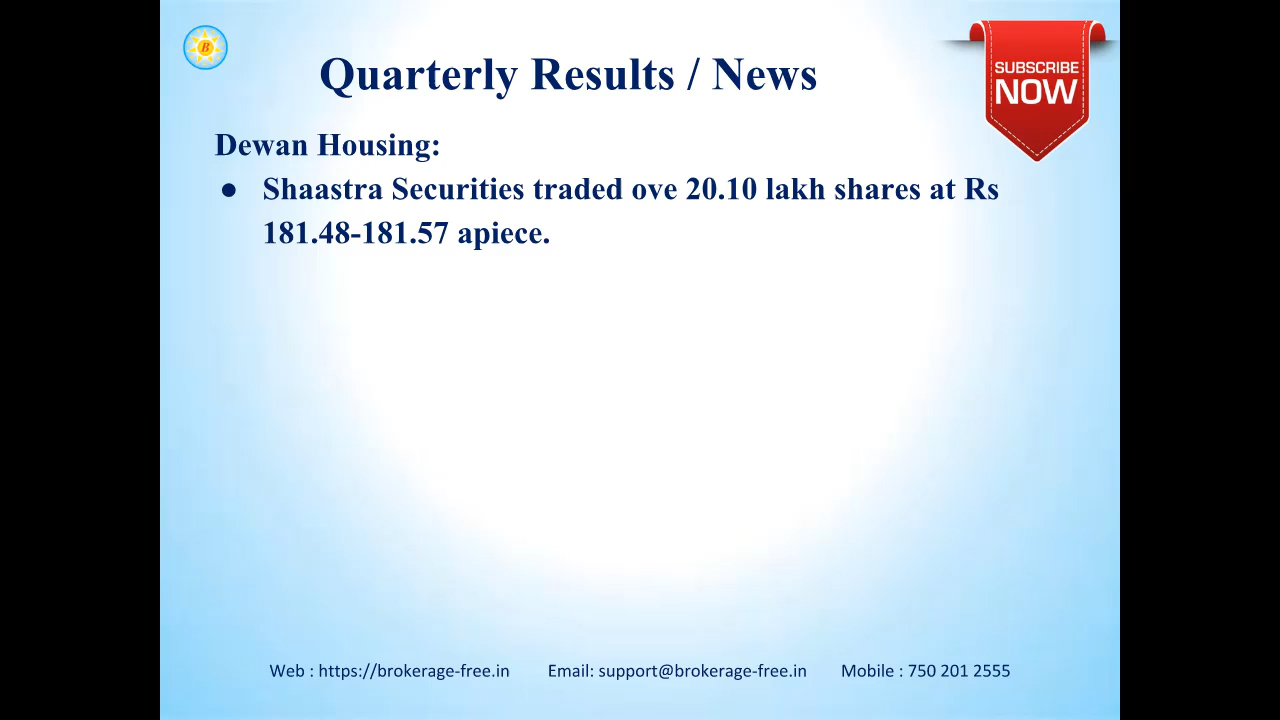 B
Quarterly Results / News
SUBSCRIBE
NOW
Dewan Housing:
● Shaastra Securities traded ove 20.10 lakh shares at Rs
181.48-181.57 apiece.
Web : https://brokerage-free.in Email: support@brokerage-free.in Mobile : 750 201 2555